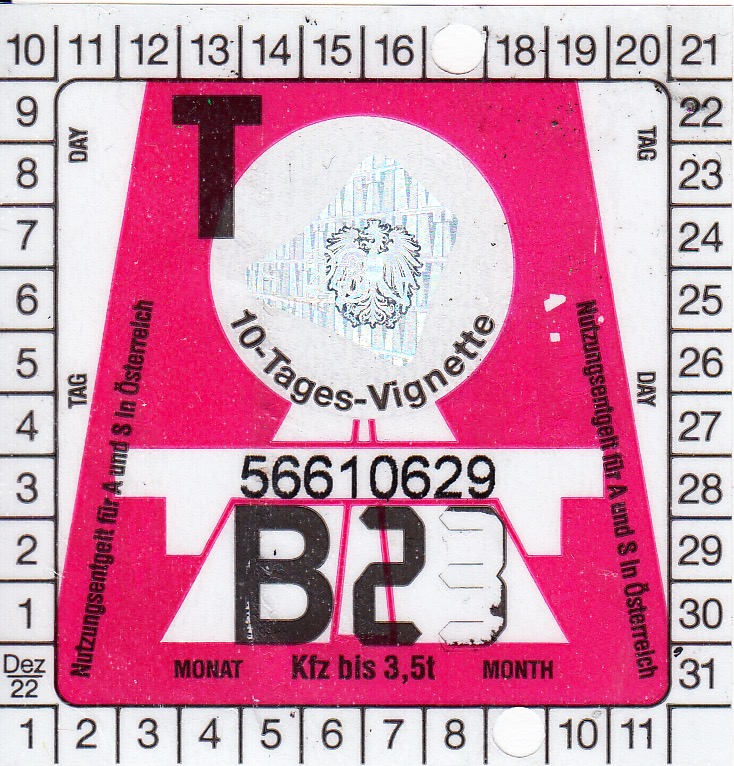 10 11 12 13 14 15 16 18 19 20 21
9 DAY T TAG 22
8 23
7 24
6 25
5 26
4 27
3 28
2 29
1 30
Dez
22 31
10-Tages-Vignette
TAG DAY
Nutzungsentgelt für A und S in Österreich
Nutzungsentgelt für A und S in Österreich
56610629
B23
MONAT Kfz bis 3,5t MONTH
1 2 3 4 5 6 7 8 10 11